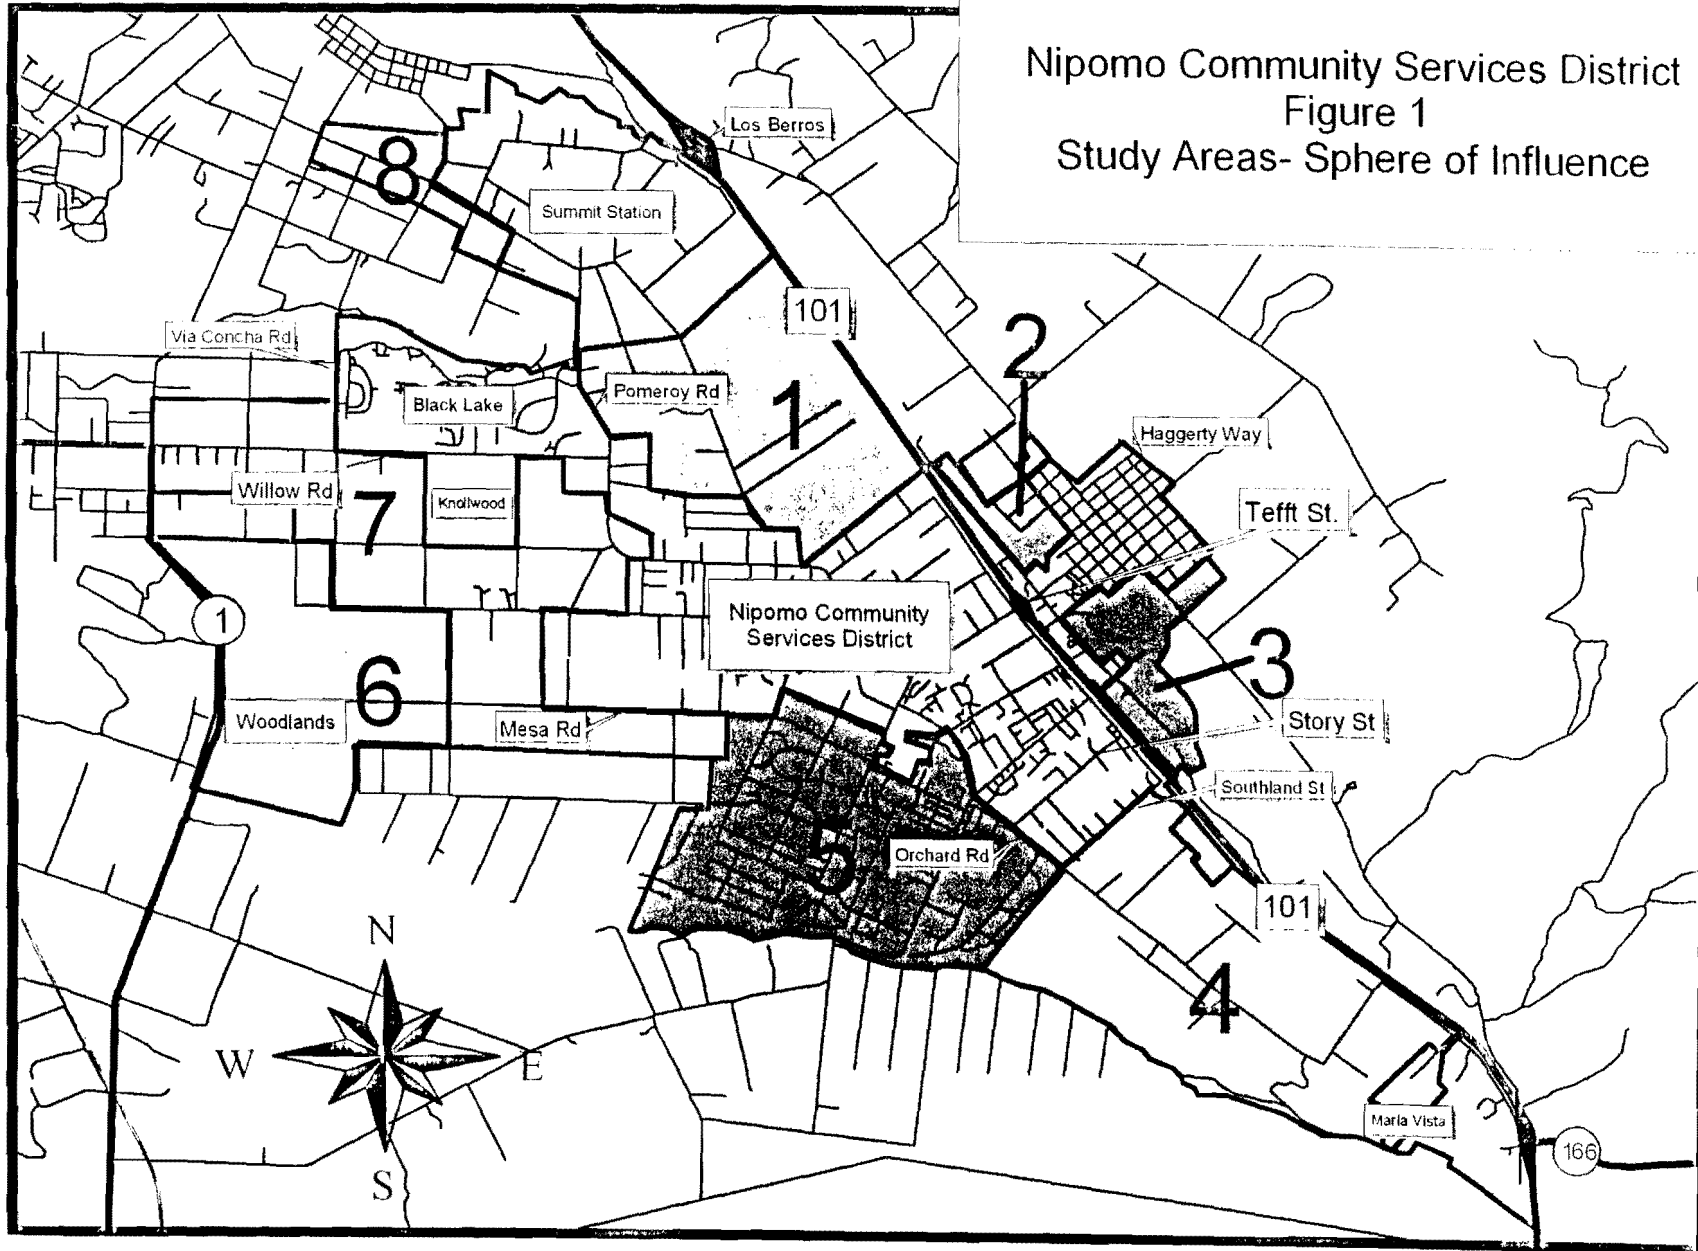 Nipomo Community Services District
Figure 1
Study Areas- Sphere of Influence
Los Berros
8
Summit Station
101
Via Concha Rd
2
Pomeroy Rd
1
Black Lake
Haggerty Way
Willow Rd
7
Knollwood
Tefft St.
1
Nipomo Community
Services District
3
6
Woodlands
Mesa Rd
Story St
Southland St
5
Orchard Rd
101
N
4
W
E
Maria Vista
166
S